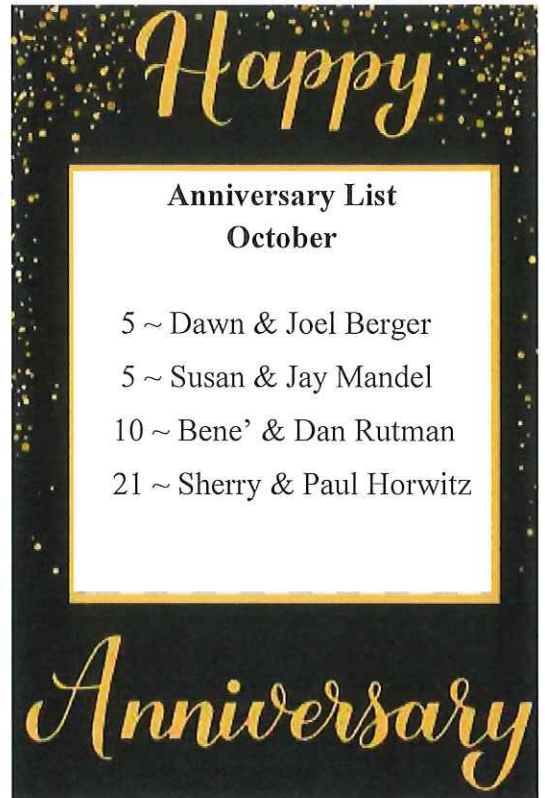 Happy
Anniversary List
October
5 ~ Dawn & Joel Berger
5 ~ Susan & Jay Mandel
10 ~ Bene’ & Dan Rutman
21 ~ Sherry & Paul Horwitz
Anniversary